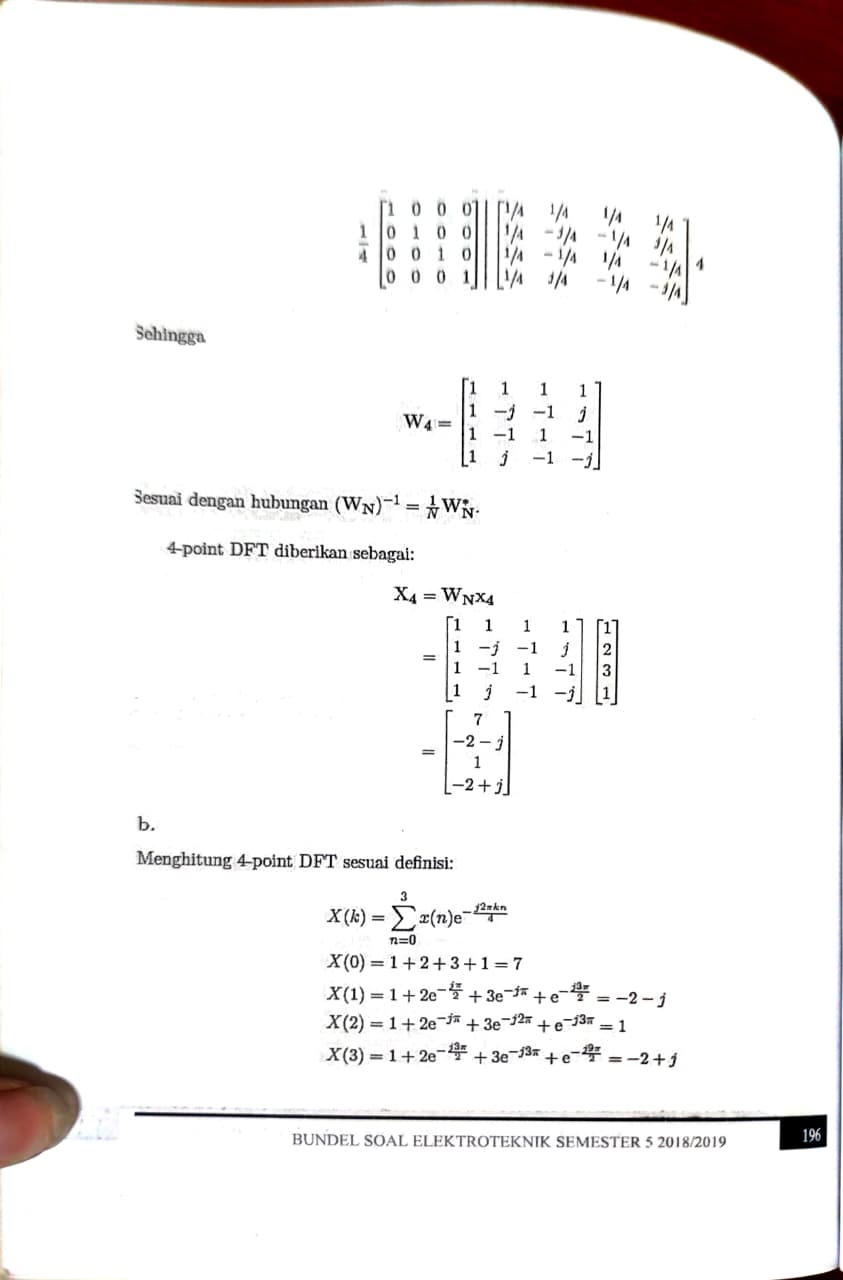 1/4 [1 0 0 0 | 0 1 0 0 | 0 0 1 0 | 0 0 0 1] || [1/4 1/4 1/4 1/4 | 1/4 -j/4 -1/4 j/4 | 1/4 -1/4 1/4 -1/4 | 1/4 j/4 -1/4 -j/4] 4
Sehingga
W4 = [1 1 1 1 | 1 -j -1 j | 1 -1 1 -1 | 1 j -1 -j]
Sesuai dengan hubungan (WN)^-1 = 1/N W*N.
4-point DFT diberikan sebagai:
X4 = WNx4
= [1 1 1 1 | 1 -j -1 j | 1 -1 1 -1 | 1 j -1 -j] [1 | 2 | 3 | 1]
= [7 | -2 - j | 1 | -2 + j]
b.
Menghitung 4-point DFT sesuai definisi:
X(k) = ∑_{n=0}^{3} x(n)e^{-j2πkn/4}
X(0) = 1 + 2 + 3 + 1 = 7
X(1) = 1 + 2e^{-jπ/2} + 3e^{-jπ} + e^{-j3π/2} = -2 - j
X(2) = 1 + 2e^{-jπ} + 3e^{-j2π} + e^{-j3π} = 1
X(3) = 1 + 2e^{-j3π/2} + 3e^{-j3π} + e^{-j9π/2} = -2 + j
BUNDEL SOAL ELEKTROTEKNIK SEMESTER 5 2018/2019
196